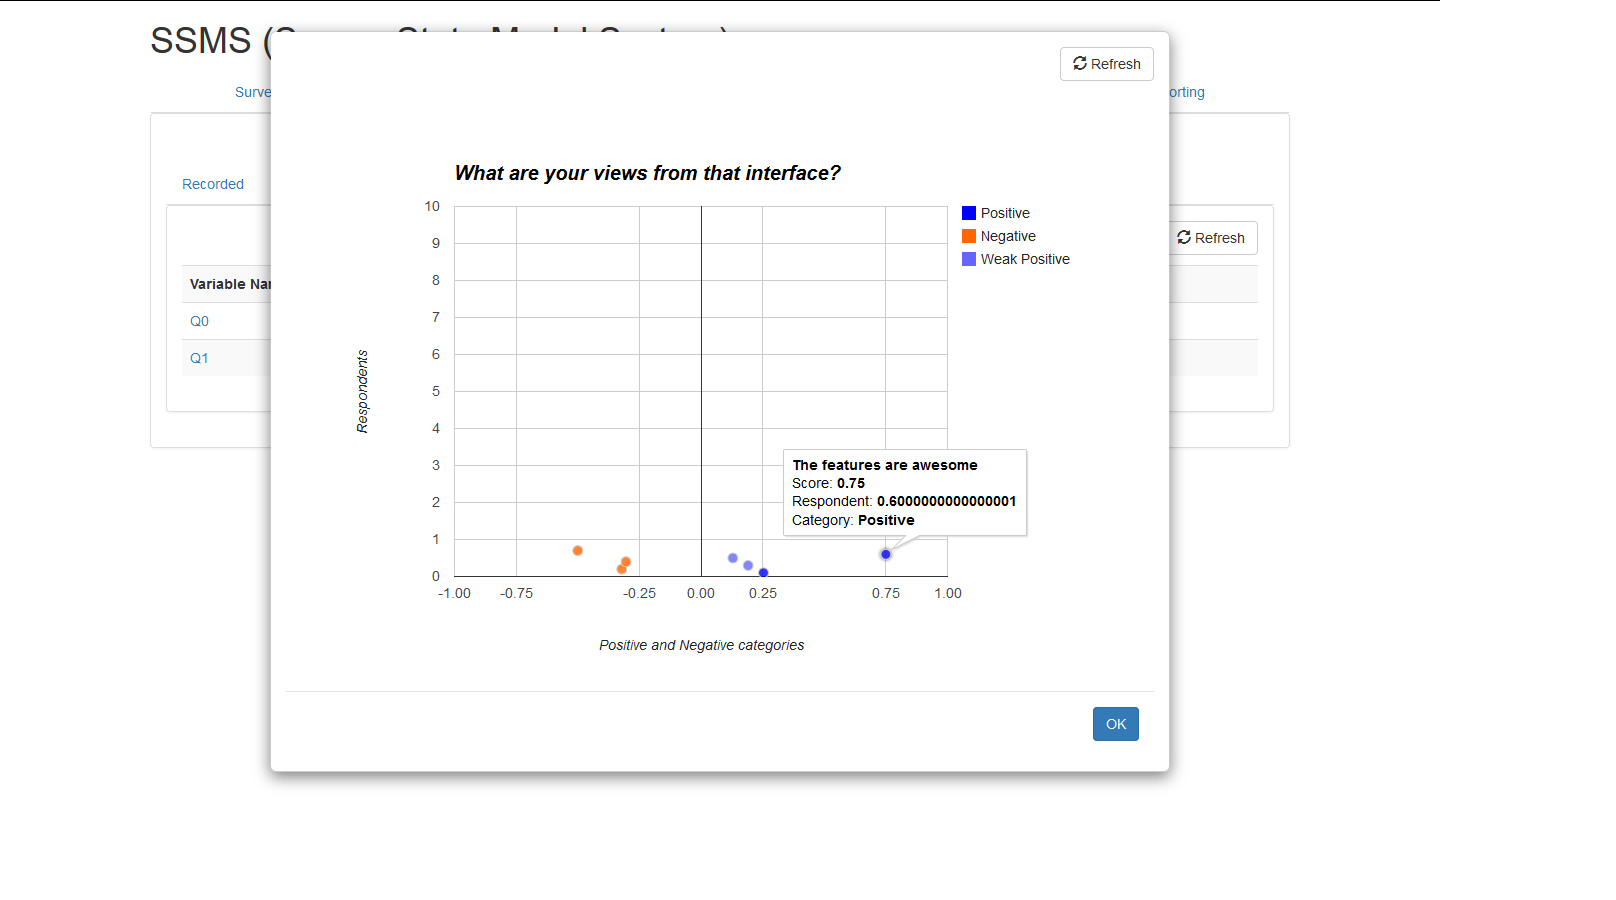 SSMS (
Surve
orting
Recorded
Refresh
Variable Nar
Q0
Q1
Refresh
What are your views from that interface?
Respondents
10
9
8
7
6
5
4
3
2
1
0
-1.00
-0.75
-0.25
0.00
0.25
0.75
1.00
Positive and Negative categories
Positive
Negative
Weak Positive
The features are awesome
Score: 0.75
Respondent: 0.6000000000000001
Category: Positive
OK